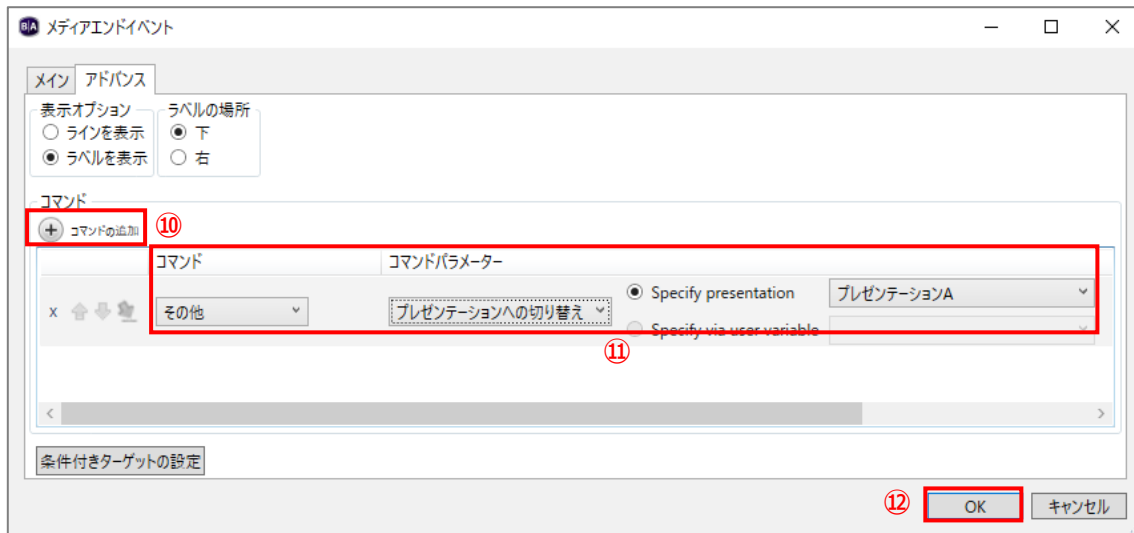 B|A メディアエンドイベント
メイン アドバンス
表示オプション ラベルの場所
ラインを表示 下
ラベルを表示 右
コマンド
+ コマンドの追加 ⑩
コマンド コマンドパラメーター
x その他 プレゼンテーションへの切り替え Specify presentation プレゼンテーションA
Specify via user variable
⑪
条件付きターゲットの設定
⑫ OK キャンセル